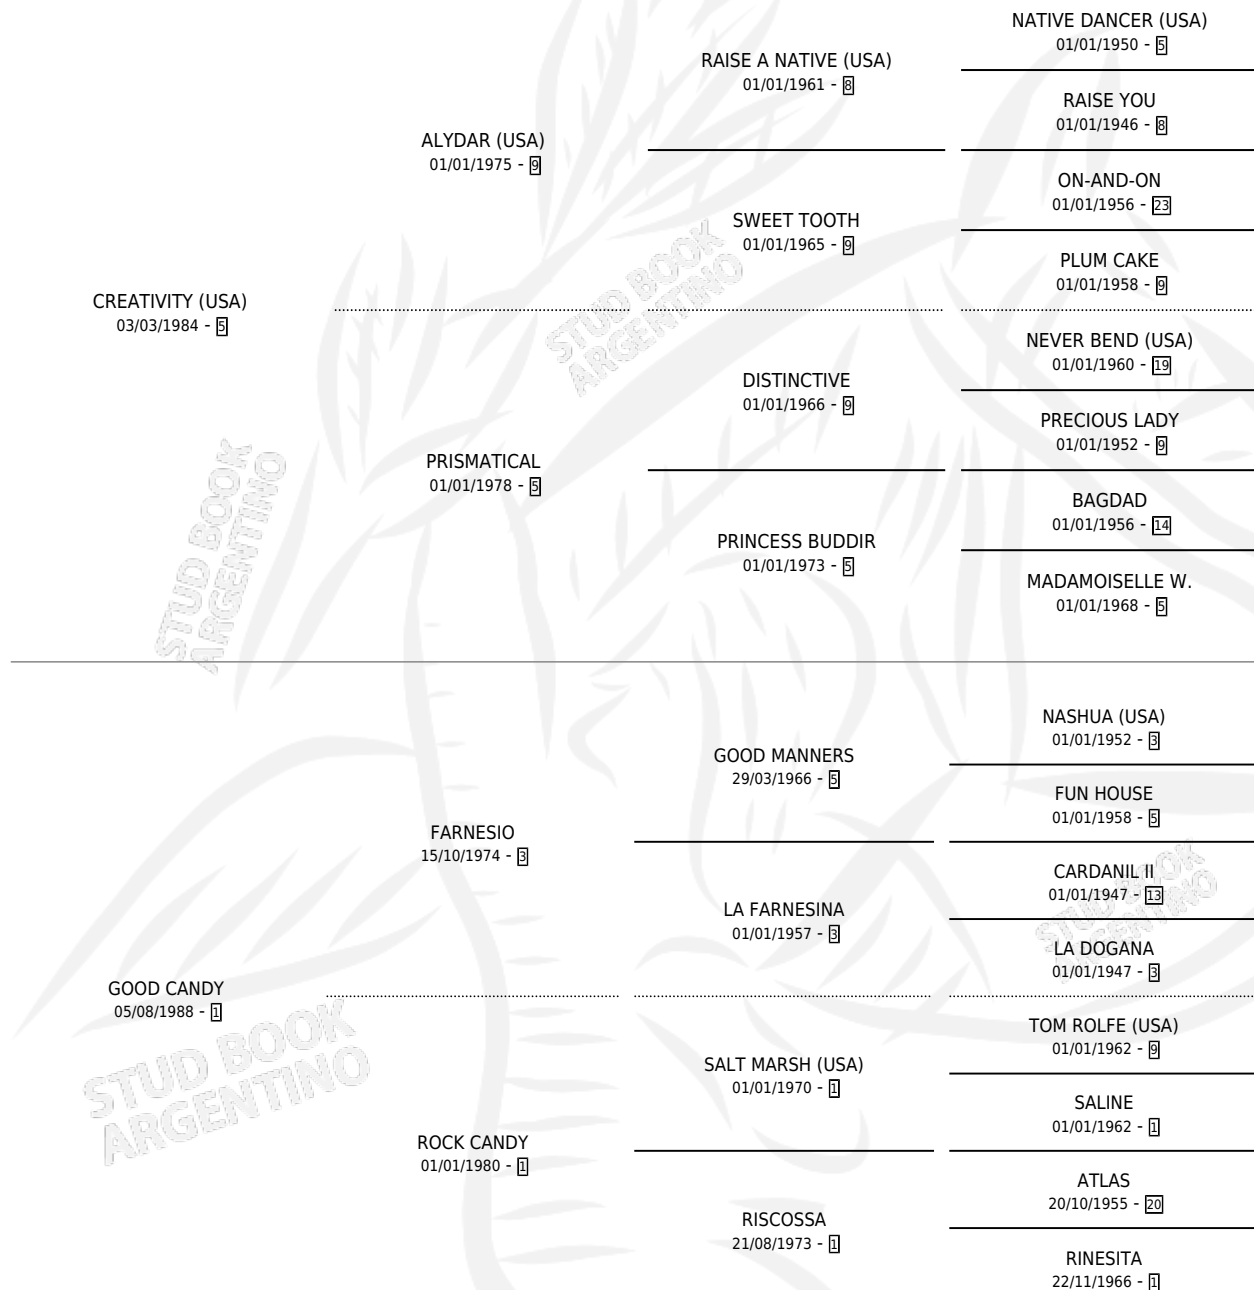 NATIVE DANCER (USA)
01/01/1950 - 5
RAISE A NATIVE (USA)
01/01/1961 - 8
RAISE YOU
01/01/1946 - 8
ALYDAR (USA)
01/01/1975 - 9
ON-AND-ON
01/01/1956 - 23
SWEET TOOTH
01/01/1965 - 9
PLUM CAKE
01/01/1958 - 9
CREATIVITY (USA)
03/03/1984 - 5
NEVER BEND (USA)
01/01/1960 - 19
DISTINCTIVE
01/01/1966 - 9
PRECIOUS LADY
01/01/1952 - 9
PRISMATICAL
01/01/1978 - 5
BAGDAD
01/01/1956 - 14
PRINCESS BUDDIR
01/01/1973 - 5
MADAMOISELLE W.
01/01/1968 - 5
NASHUA (USA)
01/01/1952 - 3
GOOD MANNERS
29/03/1966 - 5
FUN HOUSE
01/01/1958 - 5
FARNESIO
15/10/1974 - 3
CARDANIL II
01/01/1947 - 13
LA FARNESINA
01/01/1957 - 3
LA DOGANA
01/01/1947 - 3
GOOD CANDY
05/08/1988 - 1
TOM ROLFE (USA)
01/01/1962 - 9
SALT MARSH (USA)
01/01/1970 - 1
SALINE
01/01/1962 - 1
ROCK CANDY
01/01/1980 - 1
ATLAS
20/10/1955 - 20
RISCOSSA
21/08/1973 - 1
RINESITA
22/11/1966 - 1
STUD BOOK
ARGENTINO
STUD BOOK
ARGENTINO
STUD BOOK
ARGENTINO
STUD BOOK
ARGENTINO